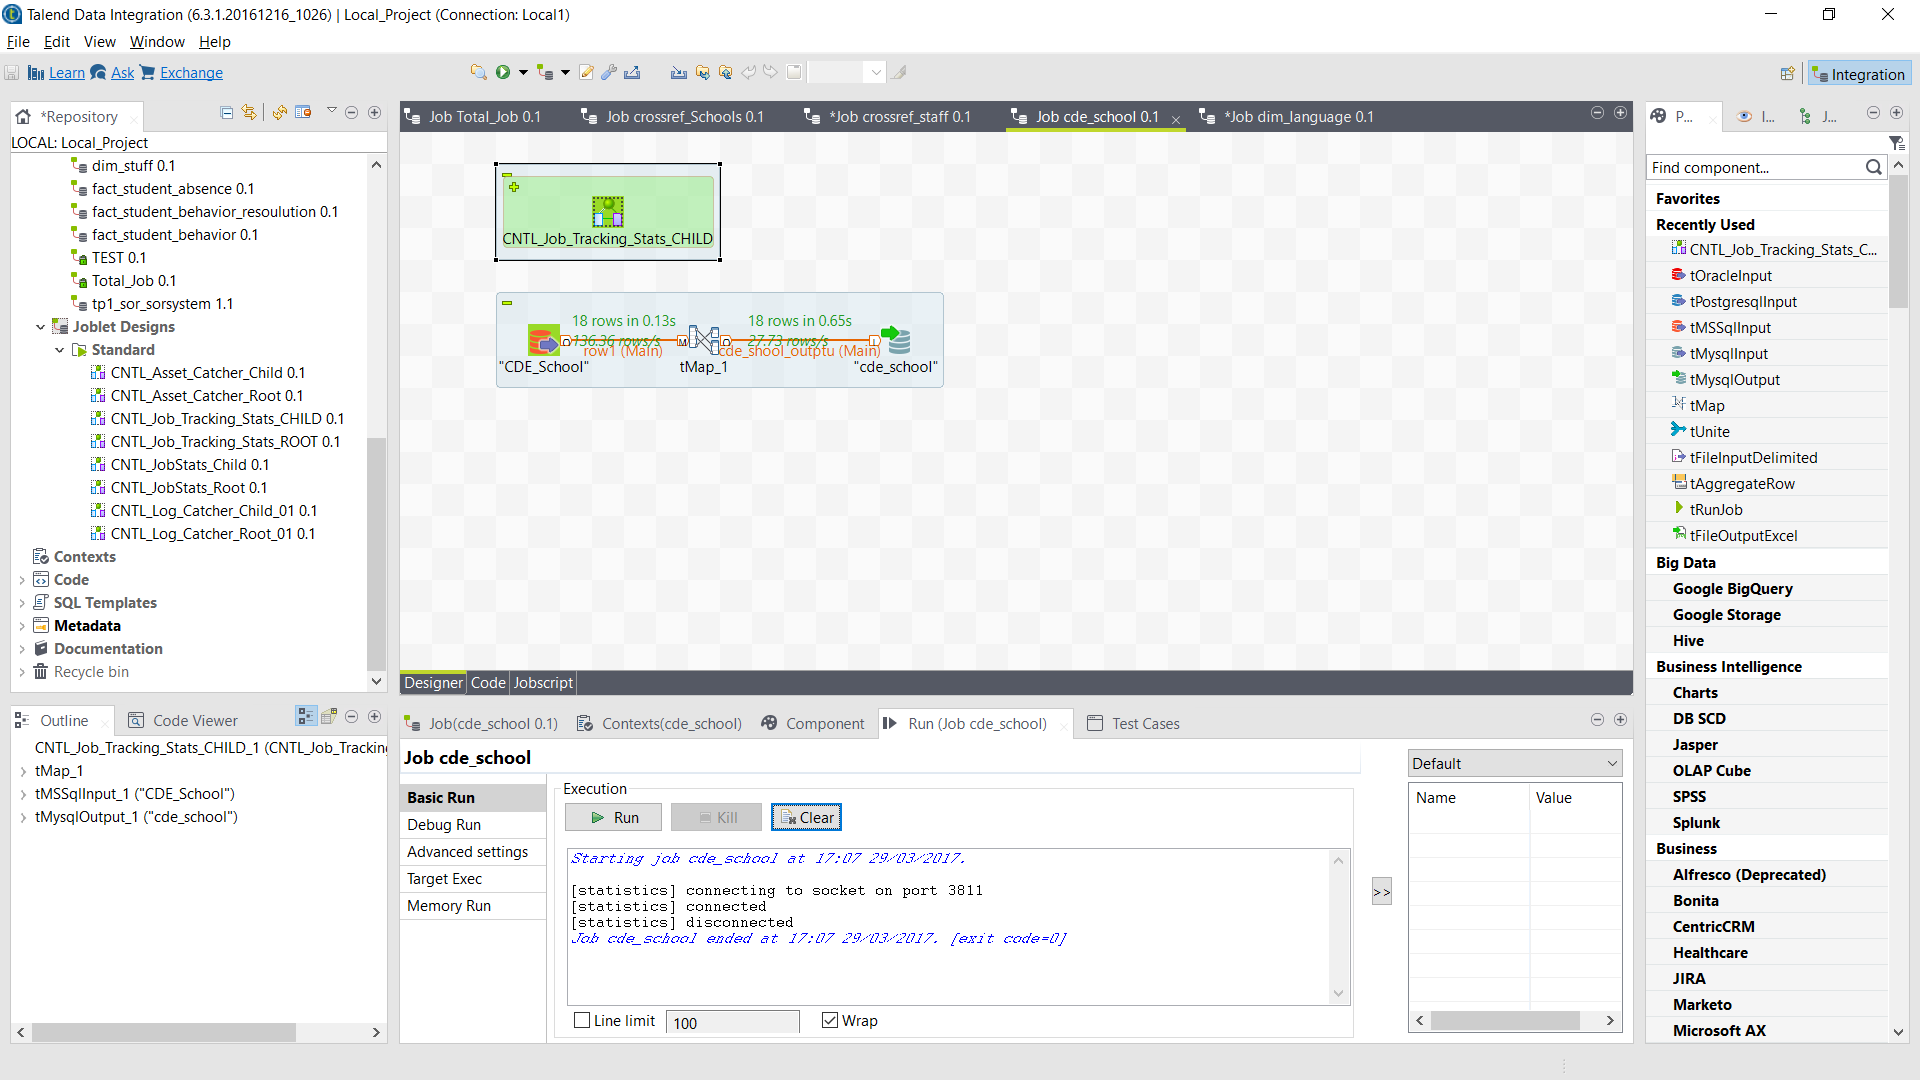 Talend Data Integration (6.3.1.20161216_1026) | Local_Project (Connection: Local1)
File Edit View Window Help
Learn Ask Exchange
Integration
*Repository
LOCAL: Local_Project
dim_stuff 0.1
fact_student_absence 0.1
fact_student_behavior_resoulution 0.1
fact_student_behavior 0.1
TEST 0.1
Total_Job 0.1
tp1_sor_sorsystem 1.1
Joblet Designs
Standard
CNTL_Asset_Catcher_Child 0.1
CNTL_Asset_Catcher_Root 0.1
CNTL_Job_Tracking_Stats_CHILD 0.1
CNTL_Job_Tracking_Stats_ROOT 0.1
CNTL_JobStats_Child 0.1
CNTL_JobStats_Root 0.1
CNTL_Log_Catcher_Child_01 0.1
CNTL_Log_Catcher_Root_01 0.1
Contexts
Code
SQL Templates
Metadata
Documentation
Recycle bin
Outline Code Viewer
CNTL_Job_Tracking_Stats_CHILD_1 (CNTL_Job_Trackin
tMap_1
tMSSqlInput_1 ("CDE_School")
tMysqlOutput_1 ("cde_school")
Job Total_Job 0.1 Job crossref_Schools 0.1 *Job crossref_staff 0.1 Job cde_school 0.1 *Job dim_language 0.1
CNTL_Job_Tracking_Stats_CHILD
18 rows in 0.13s 18 rows in 0.65s
136.36 rows/s 27.73 rows/s
row1 (Main) cde_shool_outptu (Main)
"CDE_School" tMap_1 "cde_school"
Designer Code Jobscript
Job(cde_school 0.1) Contexts(cde_school) Component Run (Job cde_school) Test Cases
Job cde_school
Basic Run
Debug Run
Advanced settings
Target Exec
Memory Run
Execution
Run Kill Clear
Starting job cde_school at 17:07 29/03/2017.
[statistics] connecting to socket on port 3811
[statistics] connected
[statistics] disconnected
Job cde_school ended at 17:07 29/03/2017. [exit code=0]
Line limit 100 Wrap
>>
Default
Name Value
P... I... J...
Find component...
Favorites
Recently Used
CNTL_Job_Tracking_Stats_C...
tOracleInput
tPostgresqlInput
tMSSqlInput
tMysqlInput
tMysqlOutput
tMap
tUnite
tFileInputDelimited
tAggregateRow
tRunJob
tFileOutputExcel
Big Data
Google BigQuery
Google Storage
Hive
Business Intelligence
Charts
DB SCD
Jasper
OLAP Cube
SPSS
Splunk
Business
Alfresco (Deprecated)
Bonita
CentricCRM
Healthcare
JIRA
Marketo
Microsoft AX